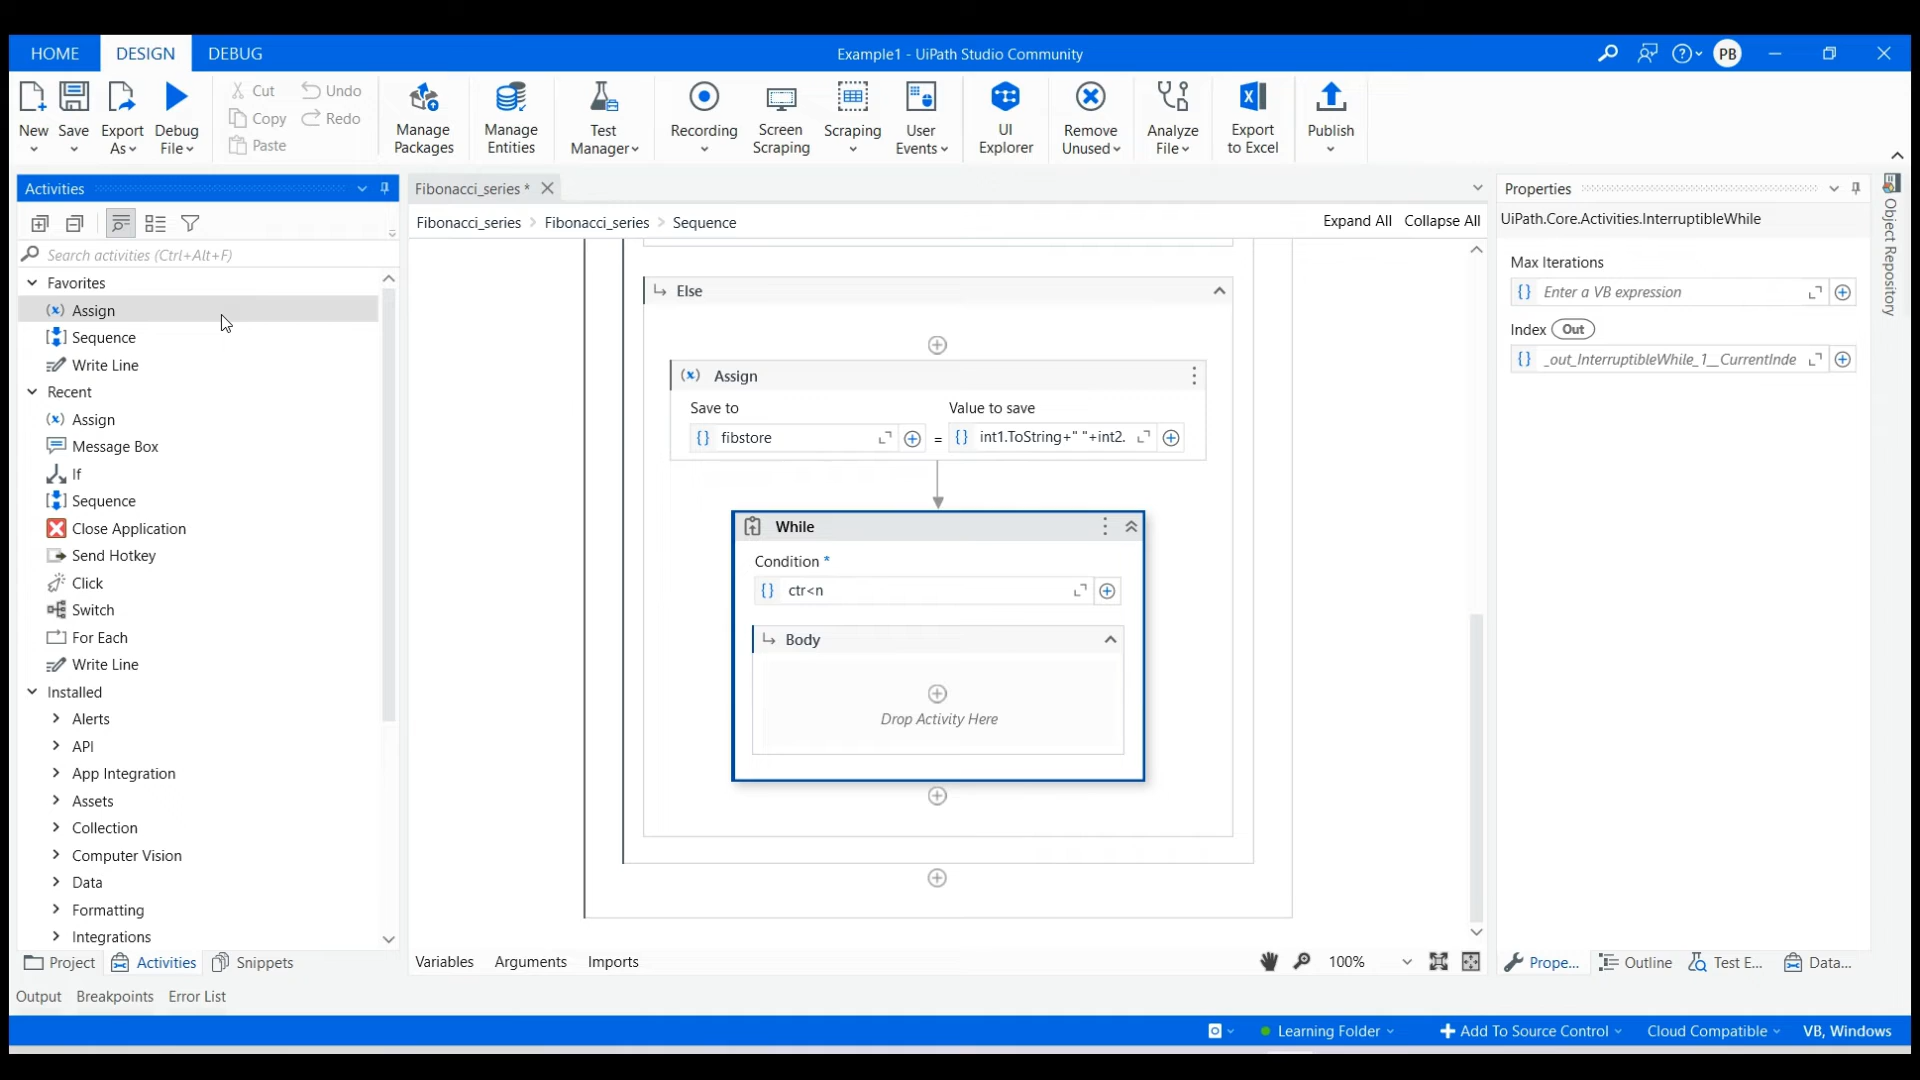 HOME DESIGN DEBUG Example1 - UiPath Studio Community PB
New Save Export As Debug File
Cut Copy Paste Undo Redo
Manage Packages
Manage Entities
Test Manager
Recording
Screen Scraping
Scraping
User Events
UI Explorer
Remove Unused
Analyze File
Export to Excel
Publish
Activities
Search activities (Ctrl+Alt+F)
Favorites
Assign
Sequence
Write Line
Recent
Assign
Message Box
If
Sequence
Close Application
Send Hotkey
Click
Switch
For Each
Write Line
Installed
Alerts
API
App Integration
Assets
Collection
Computer Vision
Data
Formatting
Integrations
Project Activities Snippets
Fibonacci_series *
Fibonacci_series > Fibonacci_series > Sequence
Expand All Collapse All
Else
Assign
Save to Value to save
fibstore = int1.ToString+" "+int2.
While
Condition *
ctr<n
Body
Drop Activity Here
Variables Arguments Imports 100%
Properties
UiPath.Core.Activities.InterruptibleWhile
Max Iterations
Enter a VB expression
Index Out
_out_InterruptibleWhile_1__CurrentInde
Object Repository
Prope... Outline Test E... Data...
Output Breakpoints Error List
Learning Folder Add To Source Control Cloud Compatible VB, Windows